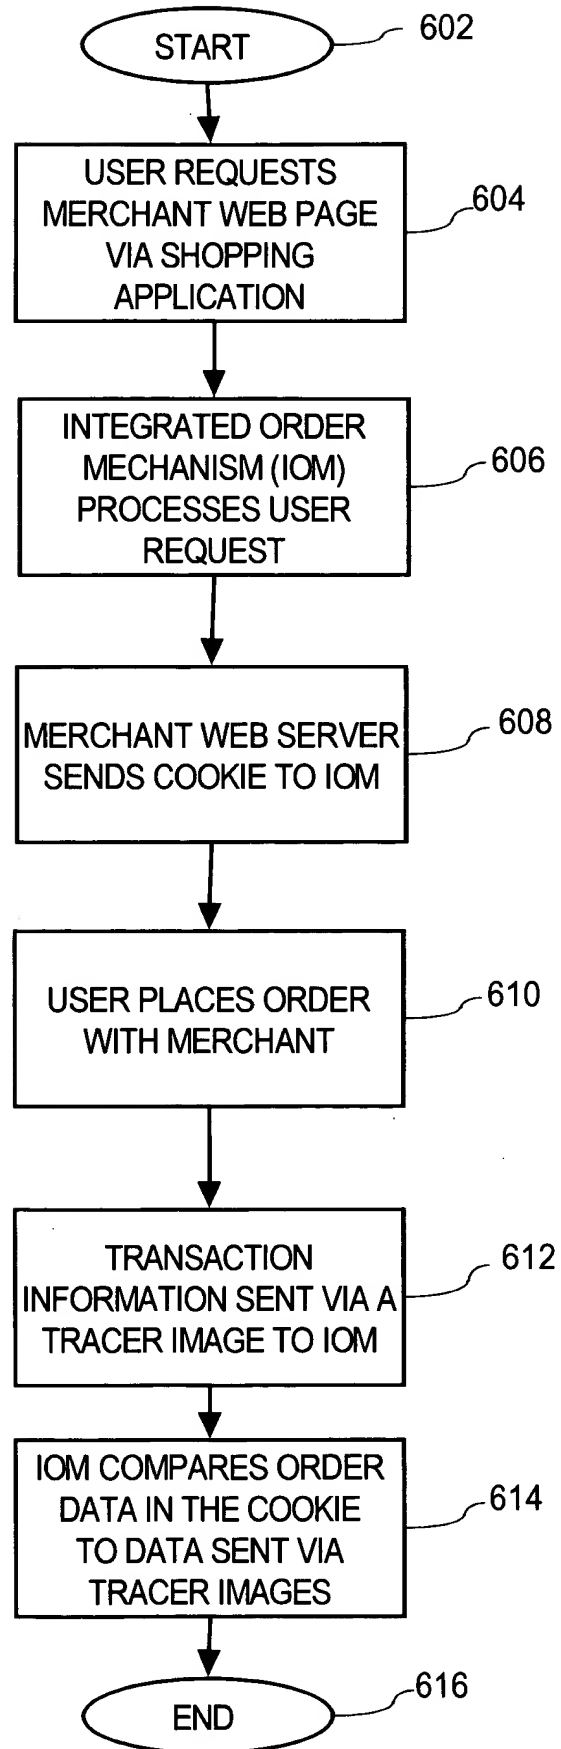 START
602
USER REQUESTS
MERCHANT WEB PAGE
VIA SHOPPING
APPLICATION
604
INTEGRATED ORDER
MECHANISM (IOM)
PROCESSES USER
REQUEST
606
MERCHANT WEB SERVER
SENDS COOKIE TO IOM
608
USER PLACES ORDER
WITH MERCHANT
610
TRANSACTION
INFORMATION SENT VIA A
TRACER IMAGE TO IOM
612
IOM COMPARES ORDER
DATA IN THE COOKIE
TO DATA SENT VIA
TRACER IMAGES
614
END
616